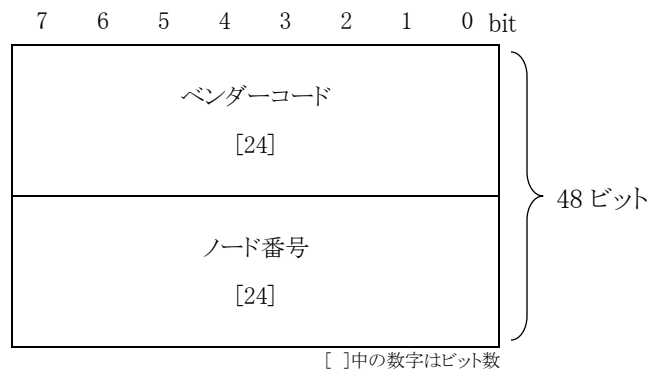 7 6 5 4 3 2 1 0 bit
ベンダーコード
[24]
48 ビット
ノード番号
[24]
[ ]中の数字はビット数